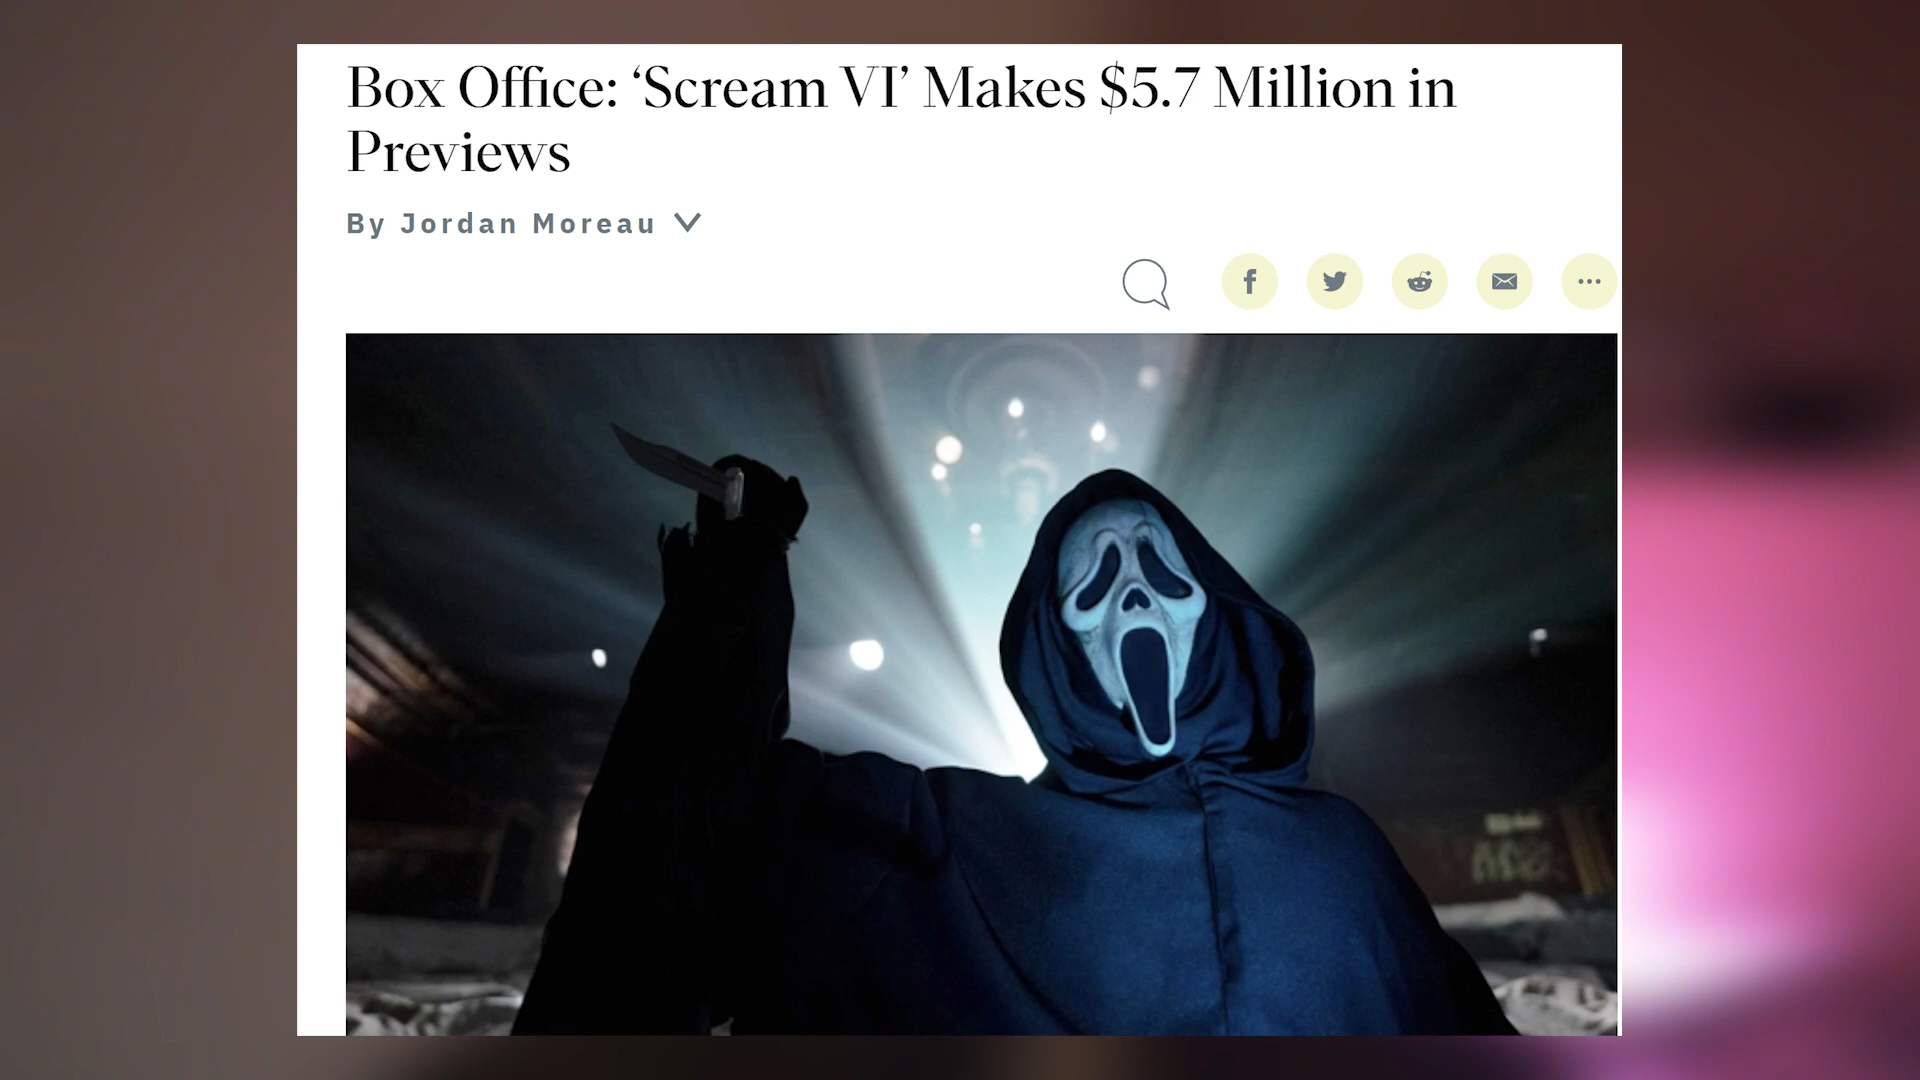 Box Office: ‘Scream VI’ Makes $5.7 Million in
Previews
By Jordan Moreau